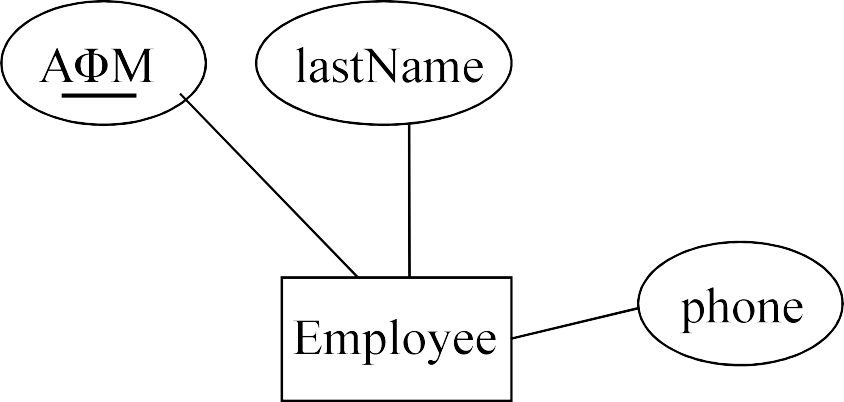 ΑΦΜ
lastName
phone
Employee